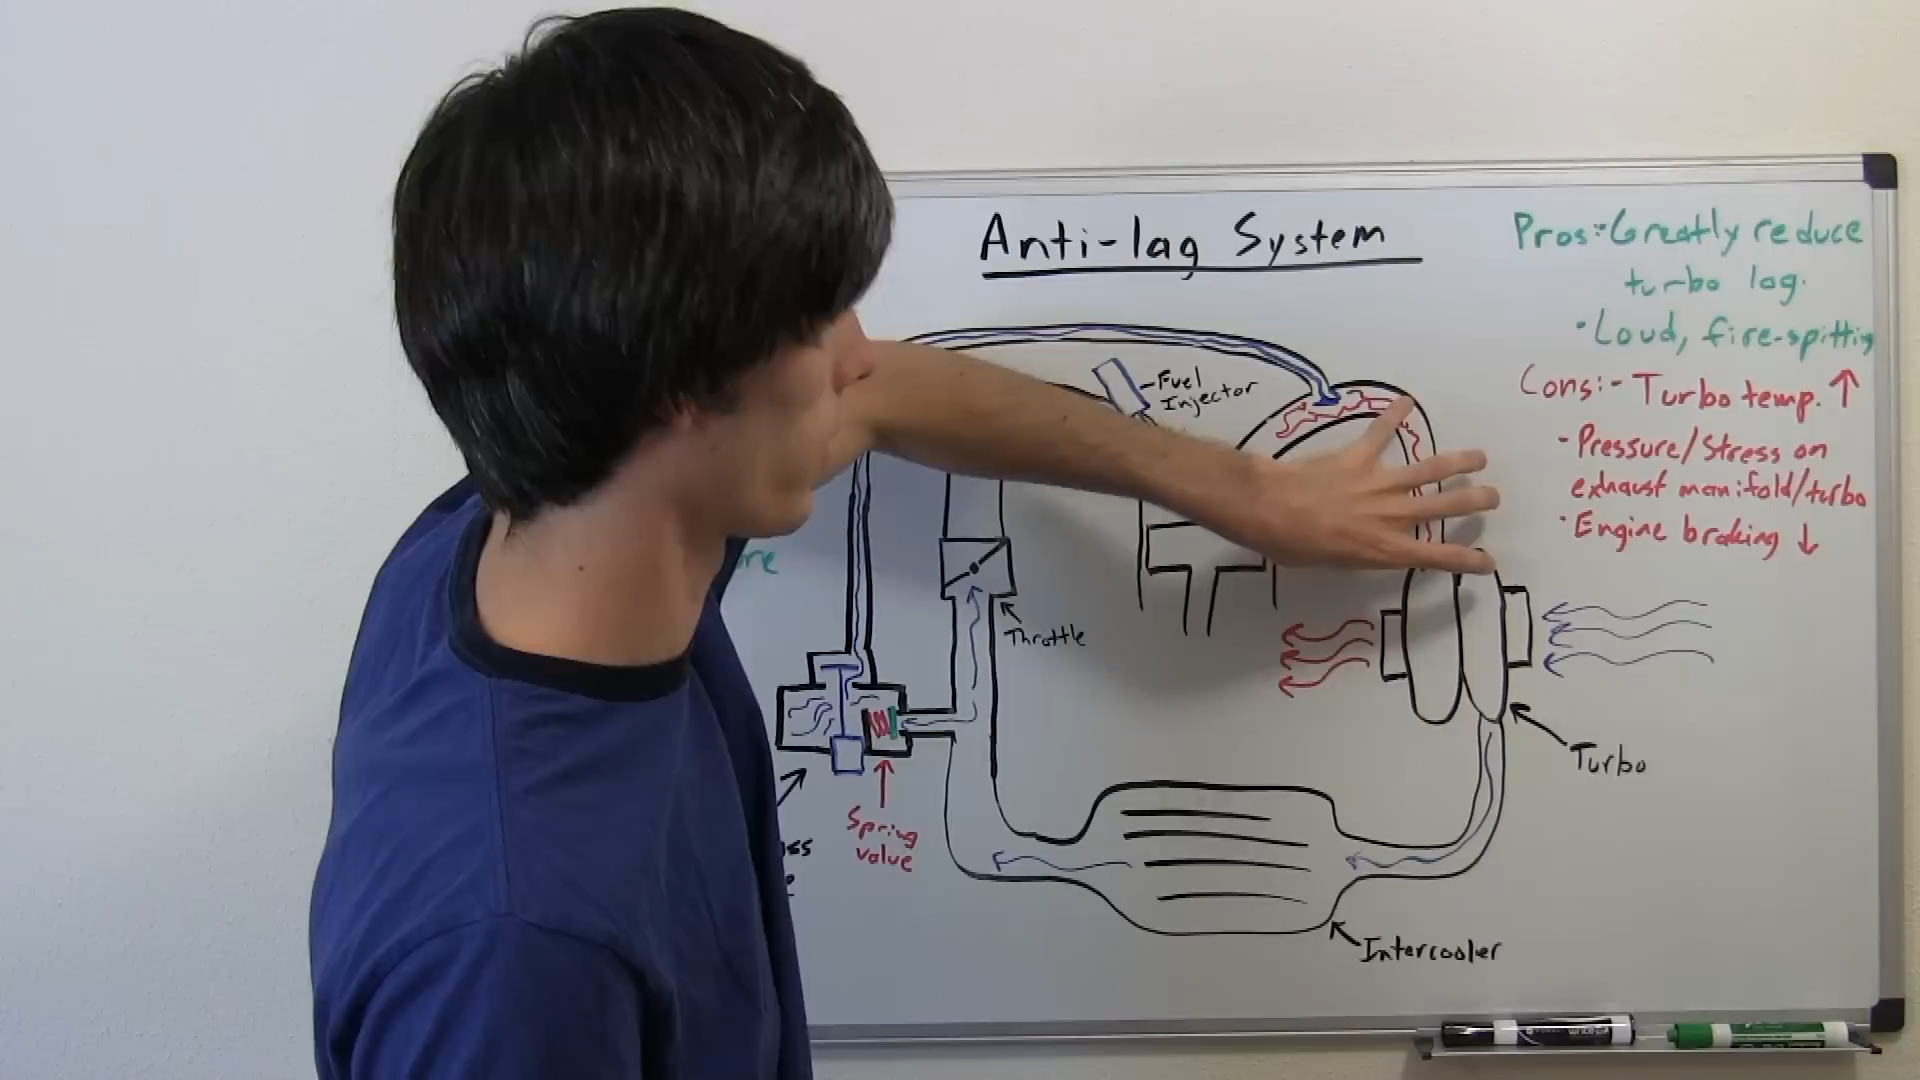 Anti-lag System
Pros:-Greatly reduce
turbo lag.
·Loud, fire-spitting
Cons:- Turbo temp. ↑
- Pressure/Stress on
exhaust manifold/turbo
· Engine braking ↓
Fuel
Injector
Throttle
Spring
valve
Turbo
Intercooler